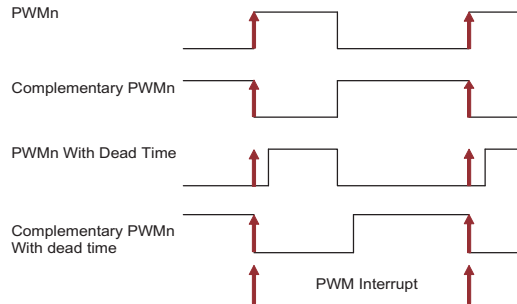 PWMn
Complementary PWMn
PWMn With Dead Time
Complementary PWMn
With dead time
PWM Interrupt